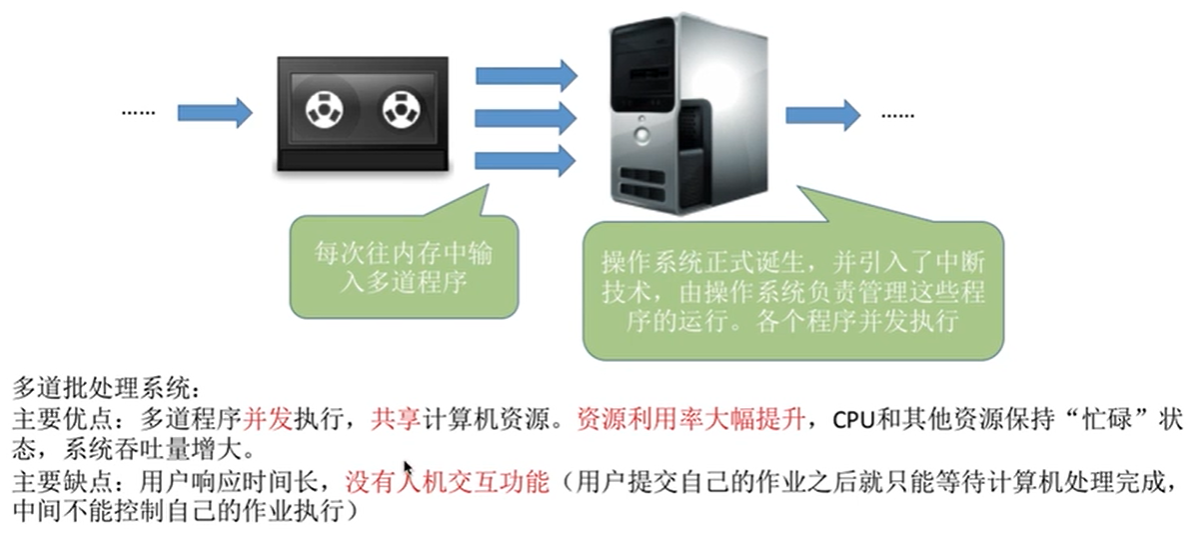 ......
......
每次往内存中输
入多道程序
操作系统正式诞生，并引入了中断
技术，由操作系统负责管理这些程
序的运行。各个程序并发执行
多道批处理系统：
主要优点：多道程序并发执行，共享计算机资源。资源利用率大幅提升，CPU和其他资源保持“忙碌”状
态，系统吞吐量增大。
主要缺点：用户响应时间长，没有人机交互功能（用户提交自己的作业之后就只能等待计算机处理完成，
中间不能控制自己的作业执行）